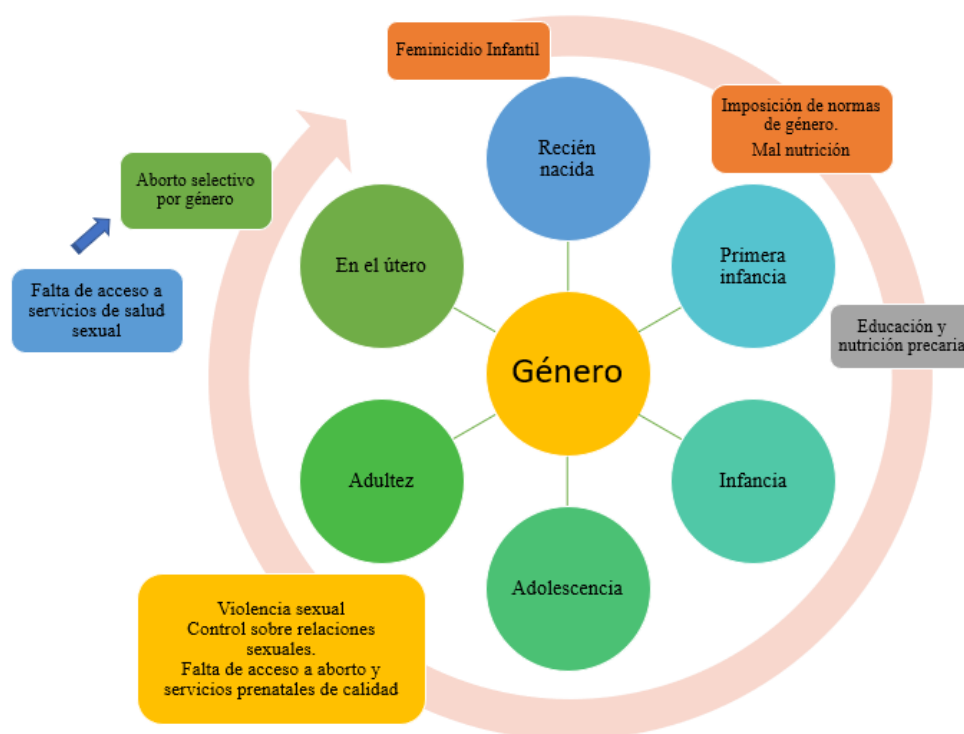 Feminicidio Infantil
Recién
nacida
Imposición de normas
de género.
Mal nutrición
Aborto selectivo
por género
En el útero
Primera
infancia
Falta de acceso a
servicios de salud
sexual
Educación y
nutrición precaria
Género
Adultez
Infancia
Adolescencia
Violencia sexual
Control sobre relaciones
sexuales.
Falta de acceso a aborto y
servicios prenatales de calidad